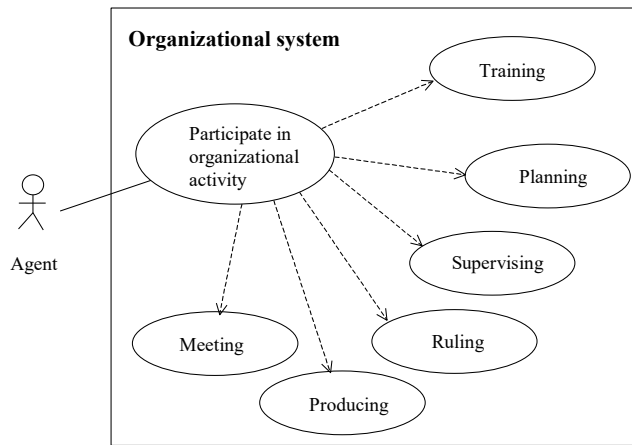 Organizational system
Training
Participate in
organizational
activity
Planning
Agent
Supervising
Meeting
Ruling
Producing